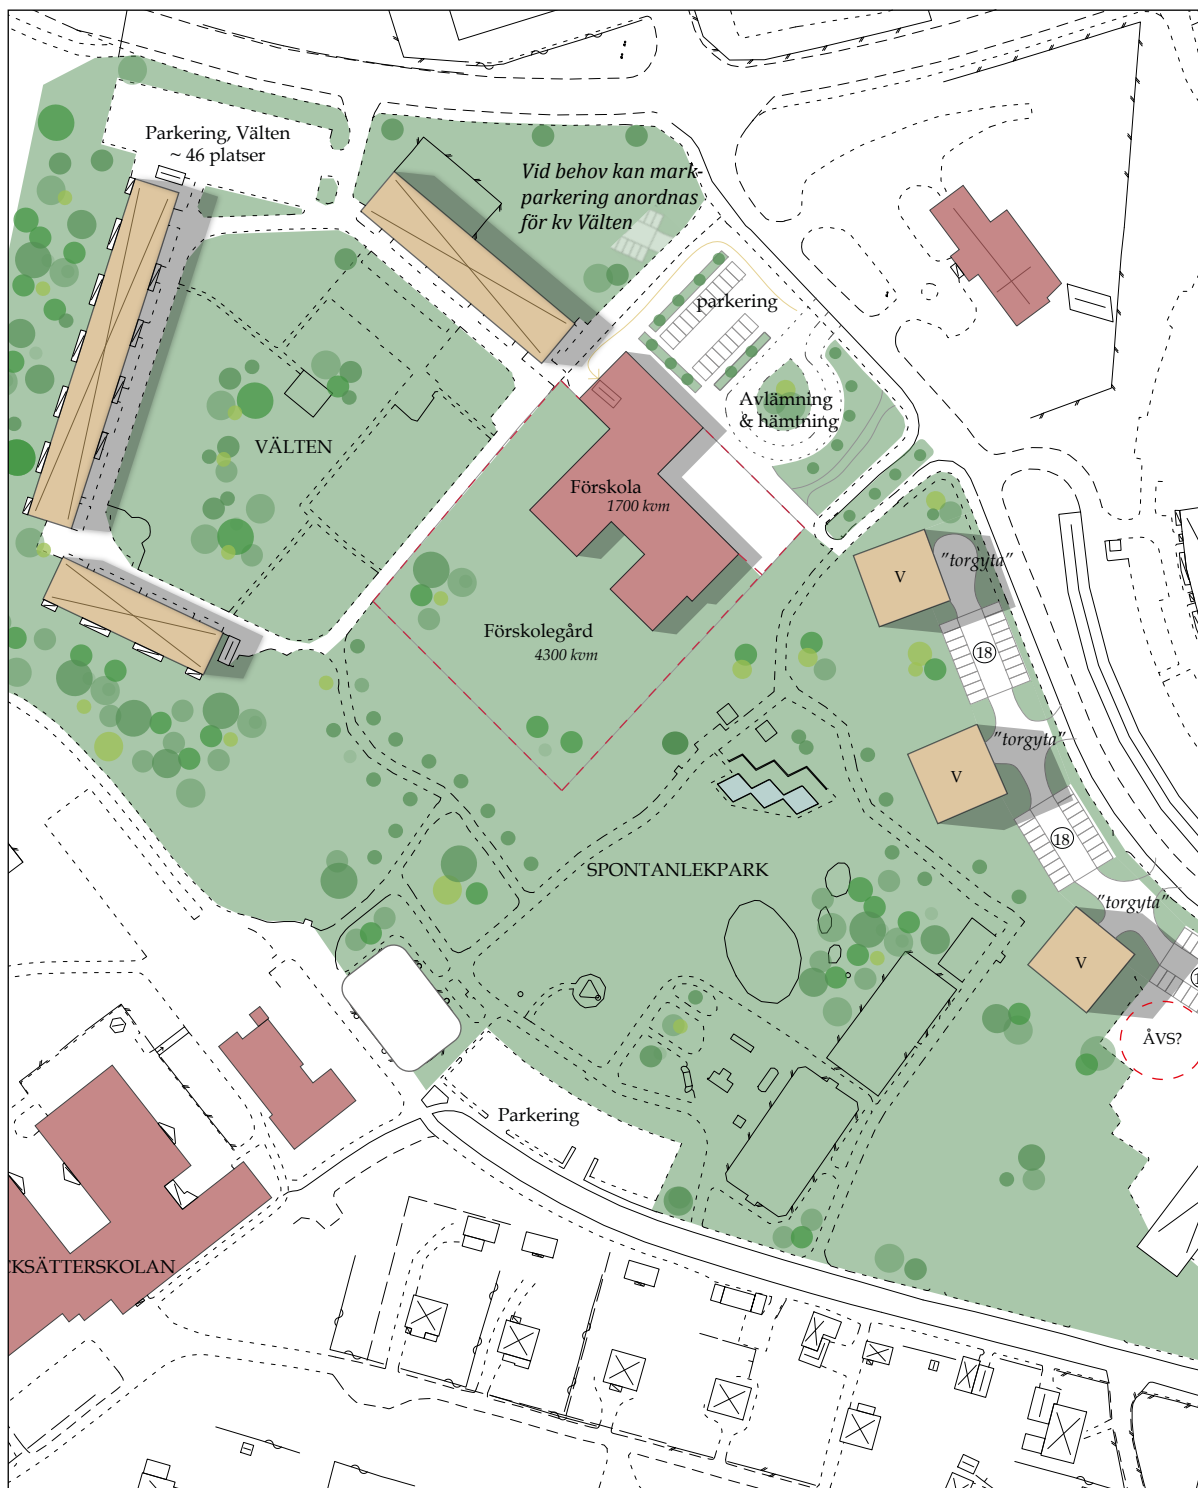 Parkering, Välten
~ 46 platser
Vid behov kan mark-
parkering anordnas
för kv Välten
parkering
Avlämning
& hämtning
VÄLTEN
Förskola
1700 kvm
V
"torgyta"
18
Förskolegård
4300 kvm
V
"torgyta"
18
SPONTANLEKPARK
"torgyta"
V
ÅVS?
Parkering
CKSÄTTERSKOLAN